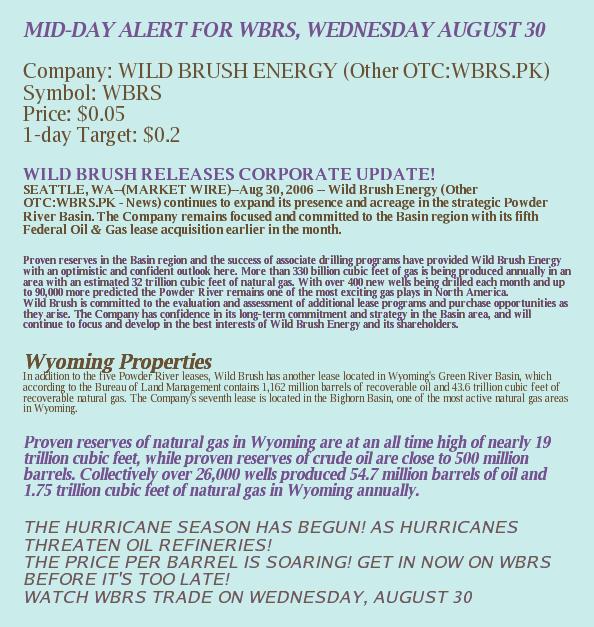 MID-DAY ALERT FOR WBRS, WEDNESDAY AUGUST 30
Company: WILD BRUSH ENERGY (Other OTC:WBRS.PK)
Symbol: WBRS
Price: $0.05
1-day Target: $0.2
WILD BRUSH RELEASES CORPORATE UPDATE!
SEATTLE, WA--(MARKET WIRE)--Aug 30, 2006 -- Wild Brush Energy (Other
OTC:WBRS.PK - News) continues to expand its presence and acreage in the strategic Powder
River Basin. The Company remains focused and committed to the Basin region with its fifth
Federal Oil & Gas lease acquisition earlier in the month.
Proven reserves in the Basin region and the success of associate drilling programs have provided Wild Brush Energy
with an optimistic and confident outlook here. More than 330 billion cubic feet of gas is being produced annually in an
area with an estimated 32 trillion cubic feet of natural gas. With over 400 new wells being drilled each month and up
to 90,000 more predicted the Powder River remains one of the most exciting gas plays in North America.
Wild Brush is committed to the evaluation and assessment of additional lease programs and purchase opportunities as
they arise. The Company has confidence in its long-term commitment and strategy in the Basin area, and will
continue to focus and develop in the best interests of Wild Brush Energy and its shareholders.
Wyoming Properties
In addition to the five Powder River leases, Wild Brush has another lease located in Wyoming's Green River Basin, which
according to the Bureau of Land Management contains 1,162 million barrels of recoverable oil and 43.6 trillion cubic feet of
recoverable natural gas. The Company's seventh lease is located in the Bighorn Basin, one of the most active natural gas areas
in Wyoming.
Proven reserves of natural gas in Wyoming are at an all time high of nearly 19
trillion cubic feet, while proven reserves of crude oil are close to 500 million
barrels. Collectively over 26,000 wells produced 54.7 million barrels of oil and
1.75 trillion cubic feet of natural gas in Wyoming annually.
THE HURRICANE SEASON HAS BEGUN! AS HURRICANES
THREATEN OIL REFINERIES!
THE PRICE PER BARREL IS SOARING! GET IN NOW ON WBRS
BEFORE IT'S TOO LATE!
WATCH WBRS TRADE ON WEDNESDAY, AUGUST 30